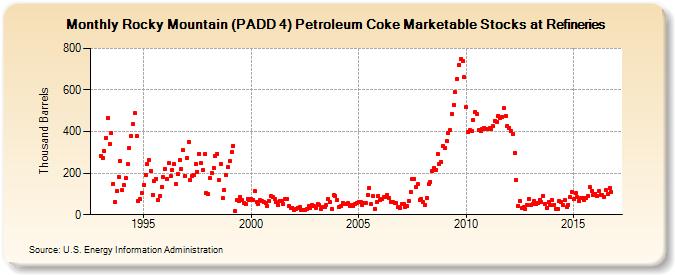 Monthly Rocky Mountain (PADD 4) Petroleum Coke Marketable Stocks at Refineries
Thousand Barrels
800
600
400
200
0
1995 2000 2005 2010 2015
Source: U.S. Energy Information Administration